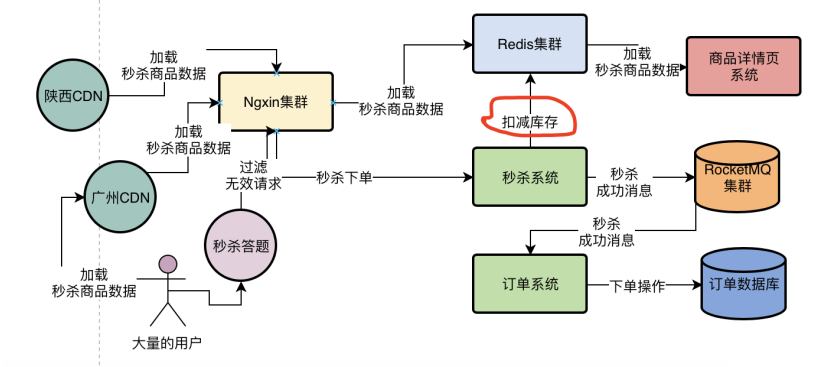 加载
秒杀商品数据
陕西CDN
Ngxin集群
加载
秒杀商品数据
Redis集群
加载
秒杀商品数据
商品详情页
系统
加载
秒杀商品数据
扣减库存
过滤
无效请求
秒杀下单
秒杀系统
秒杀
成功消息
RocketMQ
集群
广州CDN
秒杀答题
秒杀
成功消息
加载
秒杀商品数据
订单系统
下单操作
订单数据库
大量的用户